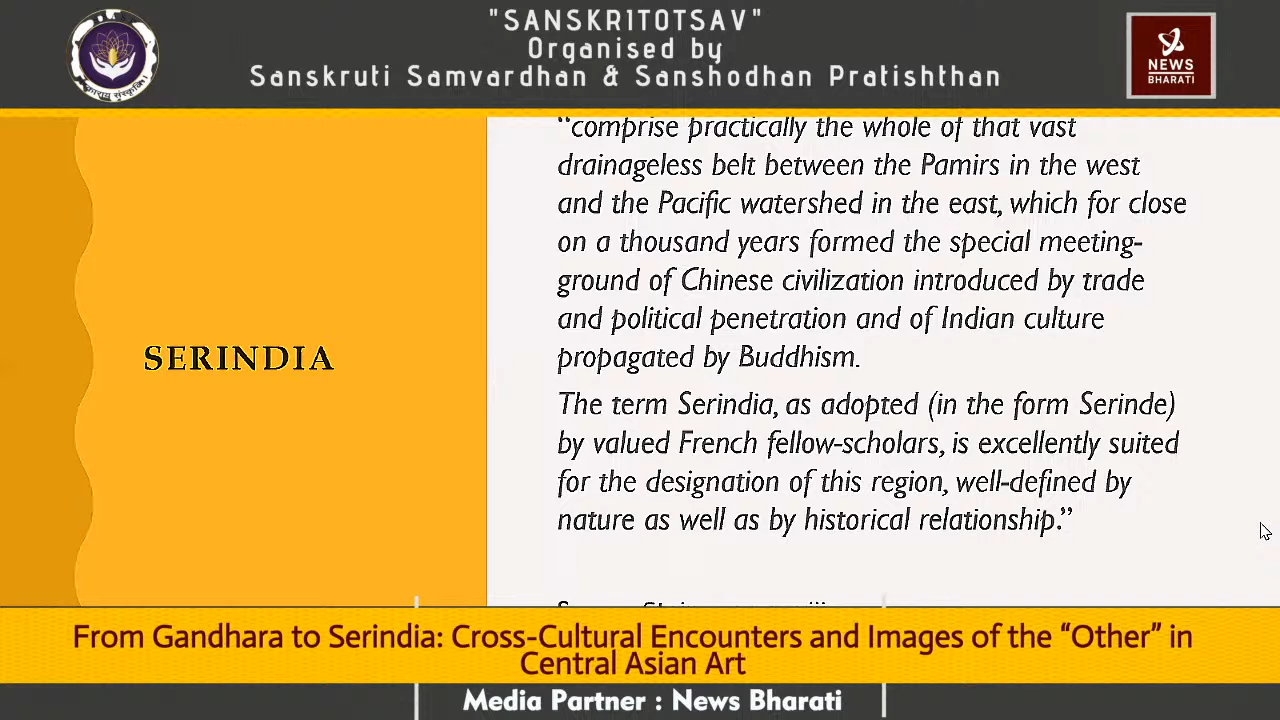 "SANSKRITOTSAV"
Organised by
Sanskruti Samvardhan & Sanshodhan Pratishthan
NEWS
BHARATI
“comprise practically the whole of that vast
drainageless belt between the Pamirs in the west
and the Pacific watershed in the east, which for close
on a thousand years formed the special meeting-
ground of Chinese civilization introduced by trade
and political penetration and of Indian culture
propagated by Buddhism.
The term Serindia, as adopted (in the form Serinde)
by valued French fellow-scholars, is excellently suited
for the designation of this region, well-defined by
nature as well as by historical relationship.”
SERINDIA
From Gandhara to Serindia: Cross-Cultural Encounters and Images of the “Other” in
Central Asian Art
Media Partner : News Bharati